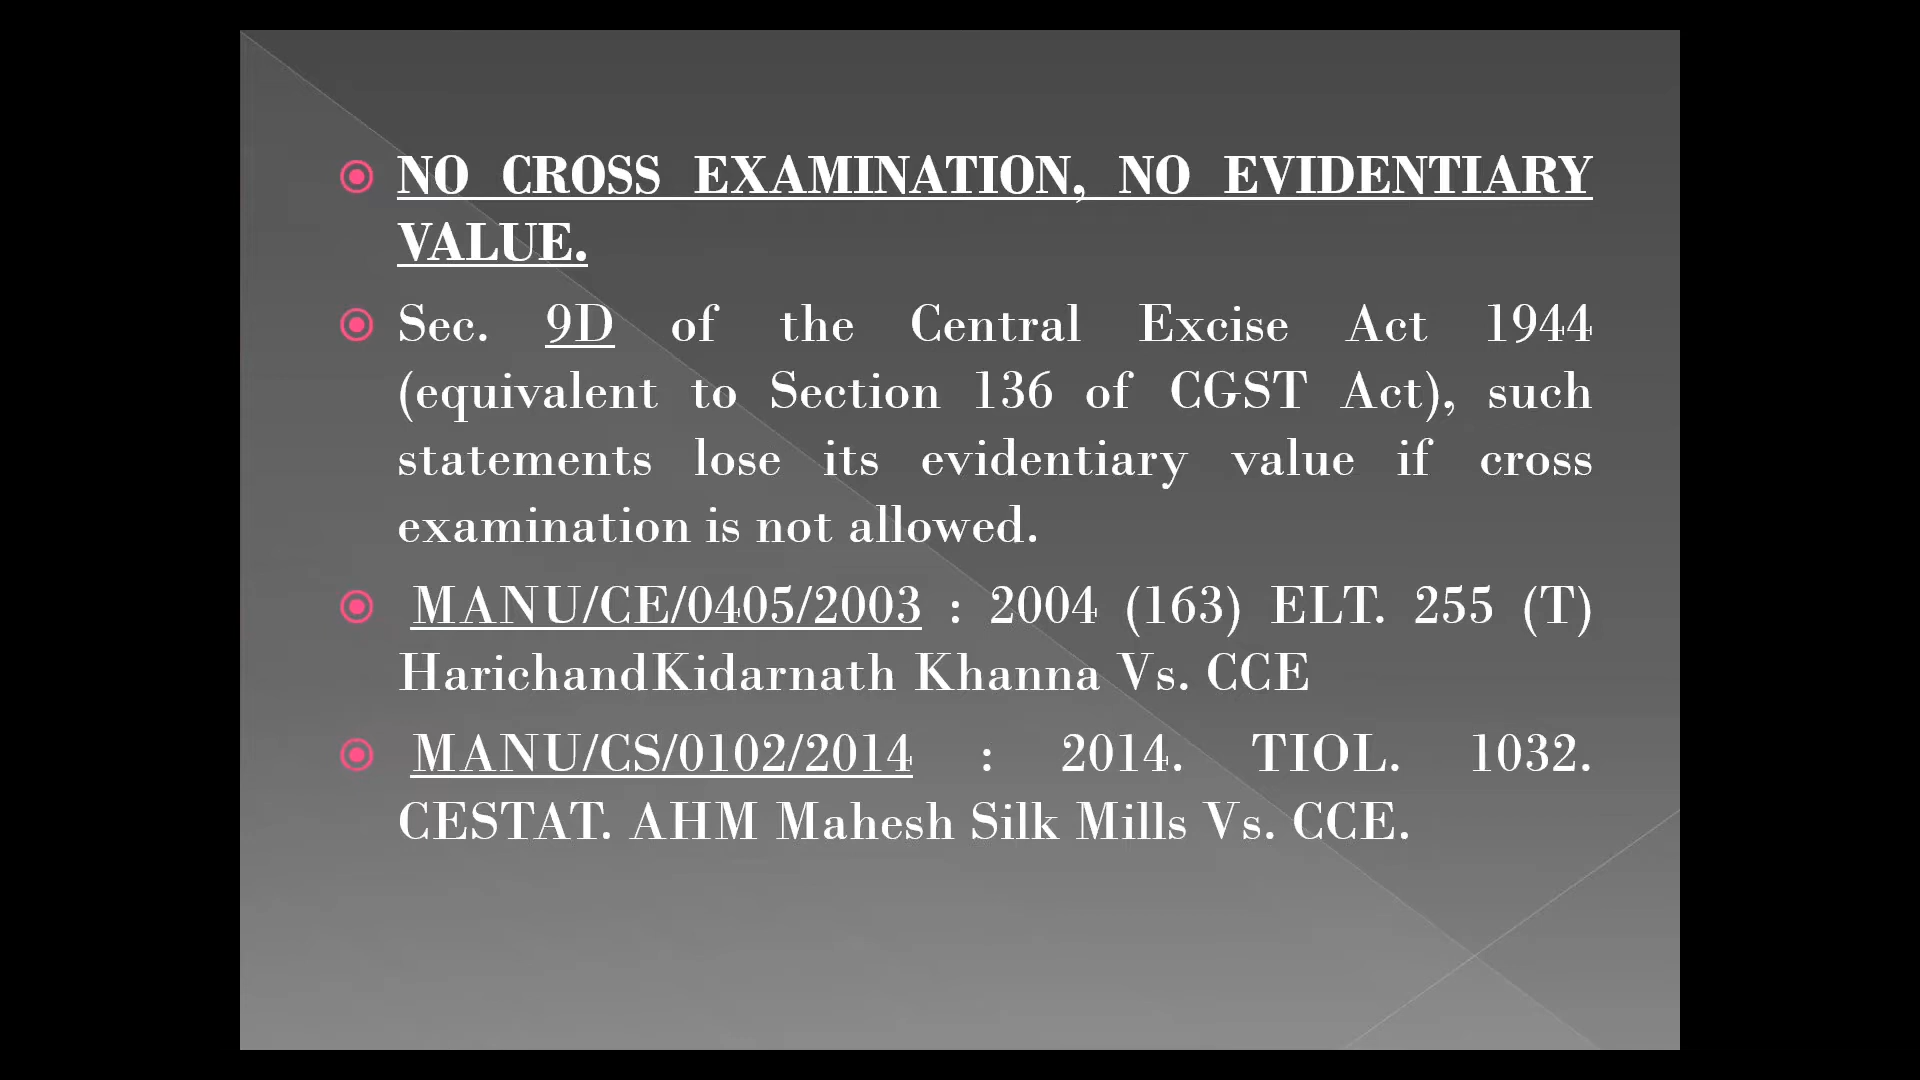 NO CROSS EXAMINATION, NO EVIDENTIARY
VALUE.
Sec. 9D of the Central Excise Act 1944
(equivalent to Section 136 of CGST Act), such
statements lose its evidentiary value if cross
examination is not allowed.
MANU/CE/0405/2003 : 2004 (163) ELT. 255 (T)
HarichandKidarnath Khanna Vs. CCE
MANU/CS/0102/2014 : 2014. TIOL. 1032.
CESTAT. AHM Mahesh Silk Mills Vs. CCE.